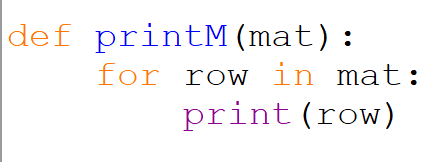 def printM(mat):
    for row in mat:
        print(row)